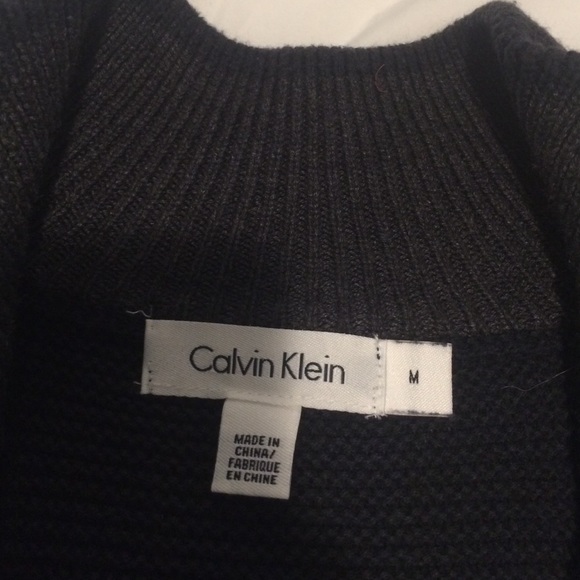 Calvin Klein
M
MADE IN
CHINA/
FABRIQUE
EN CHINE